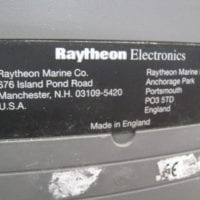 Raytheon Electronics
Raytheon Marine Co.
676 Island Pond Road
Manchester, N.H. 03109-5420
U.S.A.
Raytheon Marine
Anchorage Park
Portsmouth
PO3 5TD
England
Made in England
CE